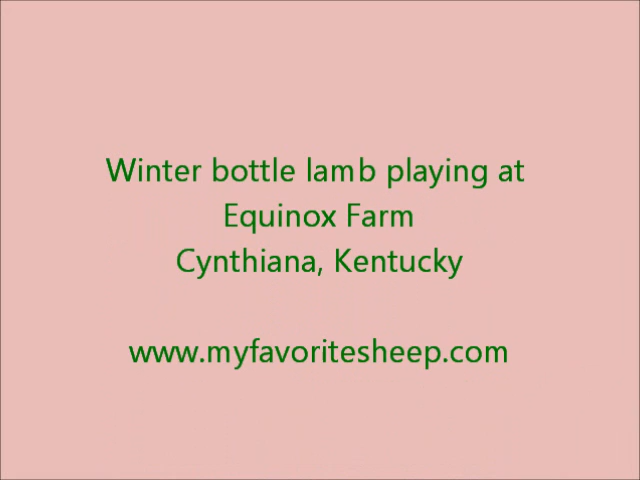 Winter bottle lamb playing at
Equinox Farm
Cynthiana, Kentucky
www.myfavoritesheep.com